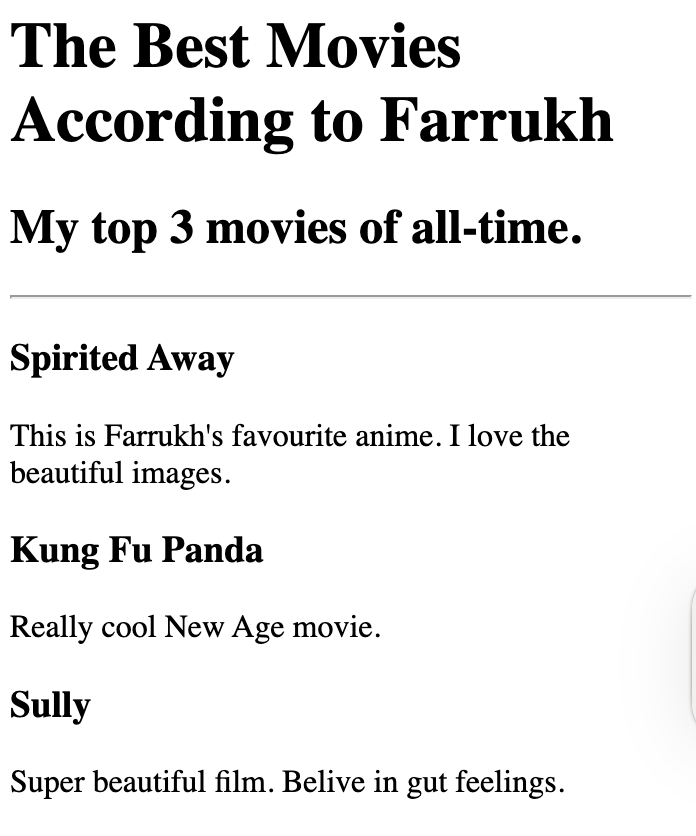 The Best Movies
According to Farrukh
My top 3 movies of all-time.
Spirited Away
This is Farrukh's favourite anime. I love the
beautiful images.
Kung Fu Panda
Really cool New Age movie.
Sully
Super beautiful film. Belive in gut feelings.